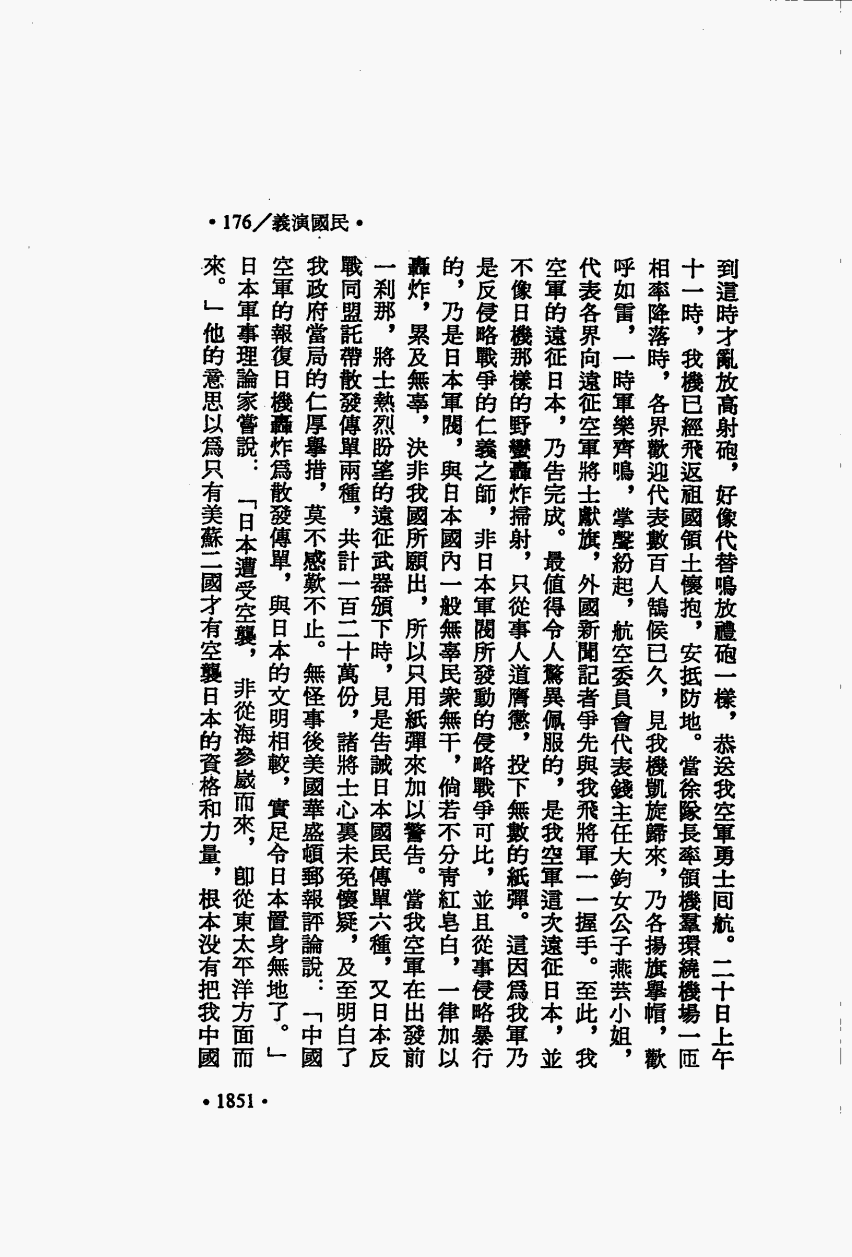 •176／義演國民•
到這時才亂放高射砲，好像代替鳴放禮砲一樣，恭送我空軍勇士囘航。二十日上午
十一時，我機已經飛返祖國領土懷抱，安抵防地。當徐隊長率領機羣環繞機場一匝
相率降落時，各界歡迎代表數百人鵠候已久，見我機凱旋歸來，乃各揚旗擧帽，歡
呼如雷，一時軍樂齊鳴，掌聲紛起，航空委員會代表錢主任大鈞女公子燕芸小姐，
代表各界向遠征空軍將士獻旗，外國新聞記者爭先與我飛將軍一一握手。至此，我
空軍的遠征日本，乃吿完成。最值得令人驚異佩服的，是我空軍這次遠征日本，並
不像日機那樣的野蠻轟炸掃射，只從事人道膺懲，投下無數的紙彈。這因爲我軍乃
是反侵略戰爭的仁義之師，非日本軍閥所發動的侵略戰爭可比，並且從事侵略暴行
的，乃是日本軍閥，與日本國內一般無辜民衆無干，倘若不分靑紅皂白，一律加以
轟炸，累及無辜，決非我國所願出，所以只用紙彈來加以警吿。當我空軍在出發前
一刹那，將士熱烈盼望的遠征武器頒下時，見是吿誡日本國民傳單六種，又日本反
戰同盟託帶散發傳單兩種，共計一百二十萬份，諸將士心裏未免懷疑，及至明白了
我政府當局的仁厚擧措，莫不感歎不止。無怪事後美國華盛頓郵報評論說：「中國
空軍的報復日機轟炸爲散發傳單，與日本的文明相較，實足令日本置身無地了。」
日本軍事理論家嘗說：「日本遭受空襲，非從海參崴而來，卽從東太平洋方面而
來。」他的意思以爲只有美蘇二國才有空襲日本的資格和力量，根本没有把我中國
•1851•